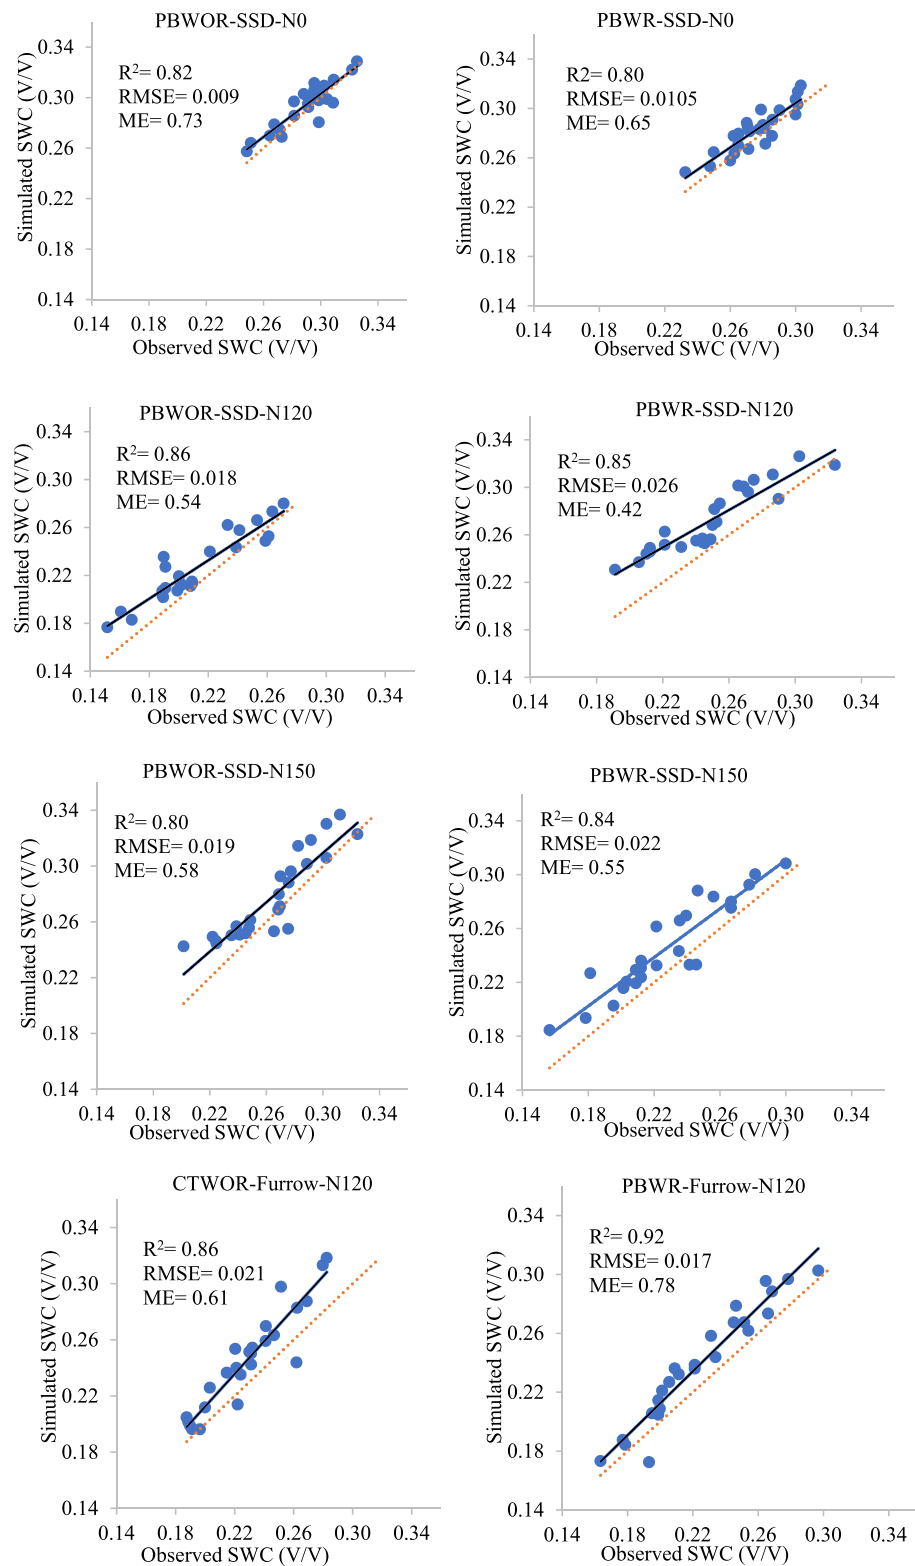 PBWOR-SSD-N0
R²= 0.82
RMSE= 0.009
ME= 0.73
Simulated SWC (V/V)
0.34
0.30
0.26
0.22
0.18
0.14
0.14 0.18 0.22 0.26 0.30 0.34
Observed SWC (V/V)
PBWR-SSD-N0
R2= 0.80
RMSE= 0.0105
ME= 0.65
Simulated SWC (V/V)
0.34
0.30
0.26
0.22
0.18
0.14
0.14 0.18 0.22 0.26 0.30 0.34
Observed SWC (V/V)
PBWOR-SSD-N120
R²= 0.86
RMSE= 0.018
ME= 0.54
Simulated SWC (V/V)
0.34
0.30
0.26
0.22
0.18
0.14
0.14 0.18 0.22 0.26 0.30 0.34
Observed SWC (V/V)
PBWR-SSD-N120
R²= 0.85
RMSE= 0.026
ME= 0.42
Simulated SWC (V/V)
0.34
0.30
0.26
0.22
0.18
0.14
0.14 0.18 0.22 0.26 0.30 0.34
Observed SWC (V/V)
PBWOR-SSD-N150
R²= 0.80
RMSE= 0.019
ME= 0.58
Simulated SWC (V/V)
0.34
0.30
0.26
0.22
0.18
0.14
0.14 0.18 0.22 0.26 0.30 0.34
Observed SWC (V/V)
PBWR-SSD-N150
R²= 0.84
RMSE= 0.022
ME= 0.55
Simulated SWC (V/V)
0.34
0.30
0.26
0.22
0.18
0.14
0.14 0.18 0.22 0.26 0.30 0.34
Observed SWC (V/V)
CTWOR-Furrow-N120
R²= 0.86
RMSE= 0.021
ME= 0.61
Simulated SWC (V/V)
0.34
0.30
0.26
0.22
0.18
0.14
0.14 0.18 0.22 0.26 0.30 0.34
Observed SWC (V/V)
PBWR-Furrow-N120
R²= 0.92
RMSE= 0.017
ME= 0.78
Simulated SWC (V/V)
0.34
0.30
0.26
0.22
0.18
0.14
0.14 0.18 0.22 0.26 0.30 0.34
Observed SWC (V/V)